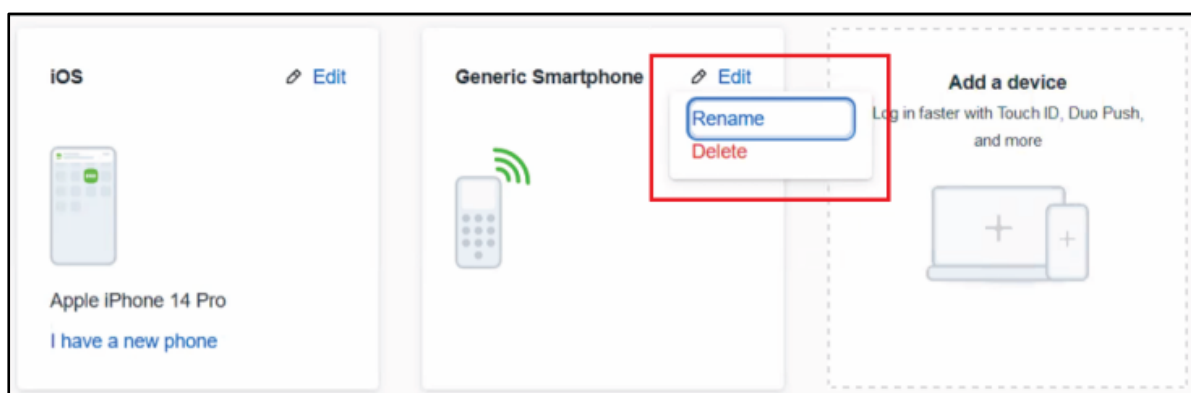 iOS
Edit
Apple iPhone 14 Pro
I have a new phone
Generic Smartphone
Edit
Rename
Delete
Add a device
Log in faster with Touch ID, Duo Push,
and more